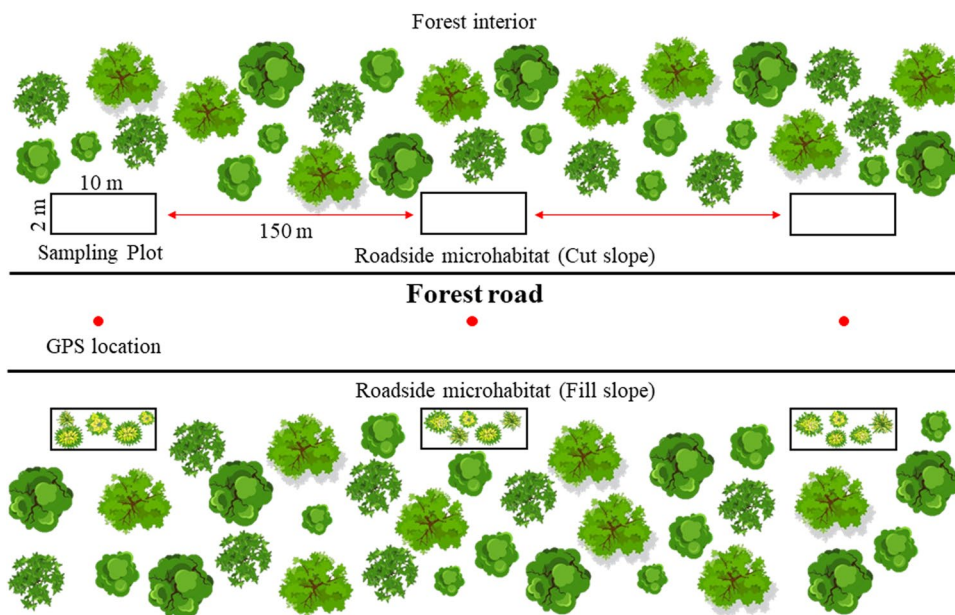 Forest interior
10 m
2 m
150 m
Sampling Plot
Roadside microhabitat (Cut slope)
Forest road
GPS location
Roadside microhabitat (Fill slope)